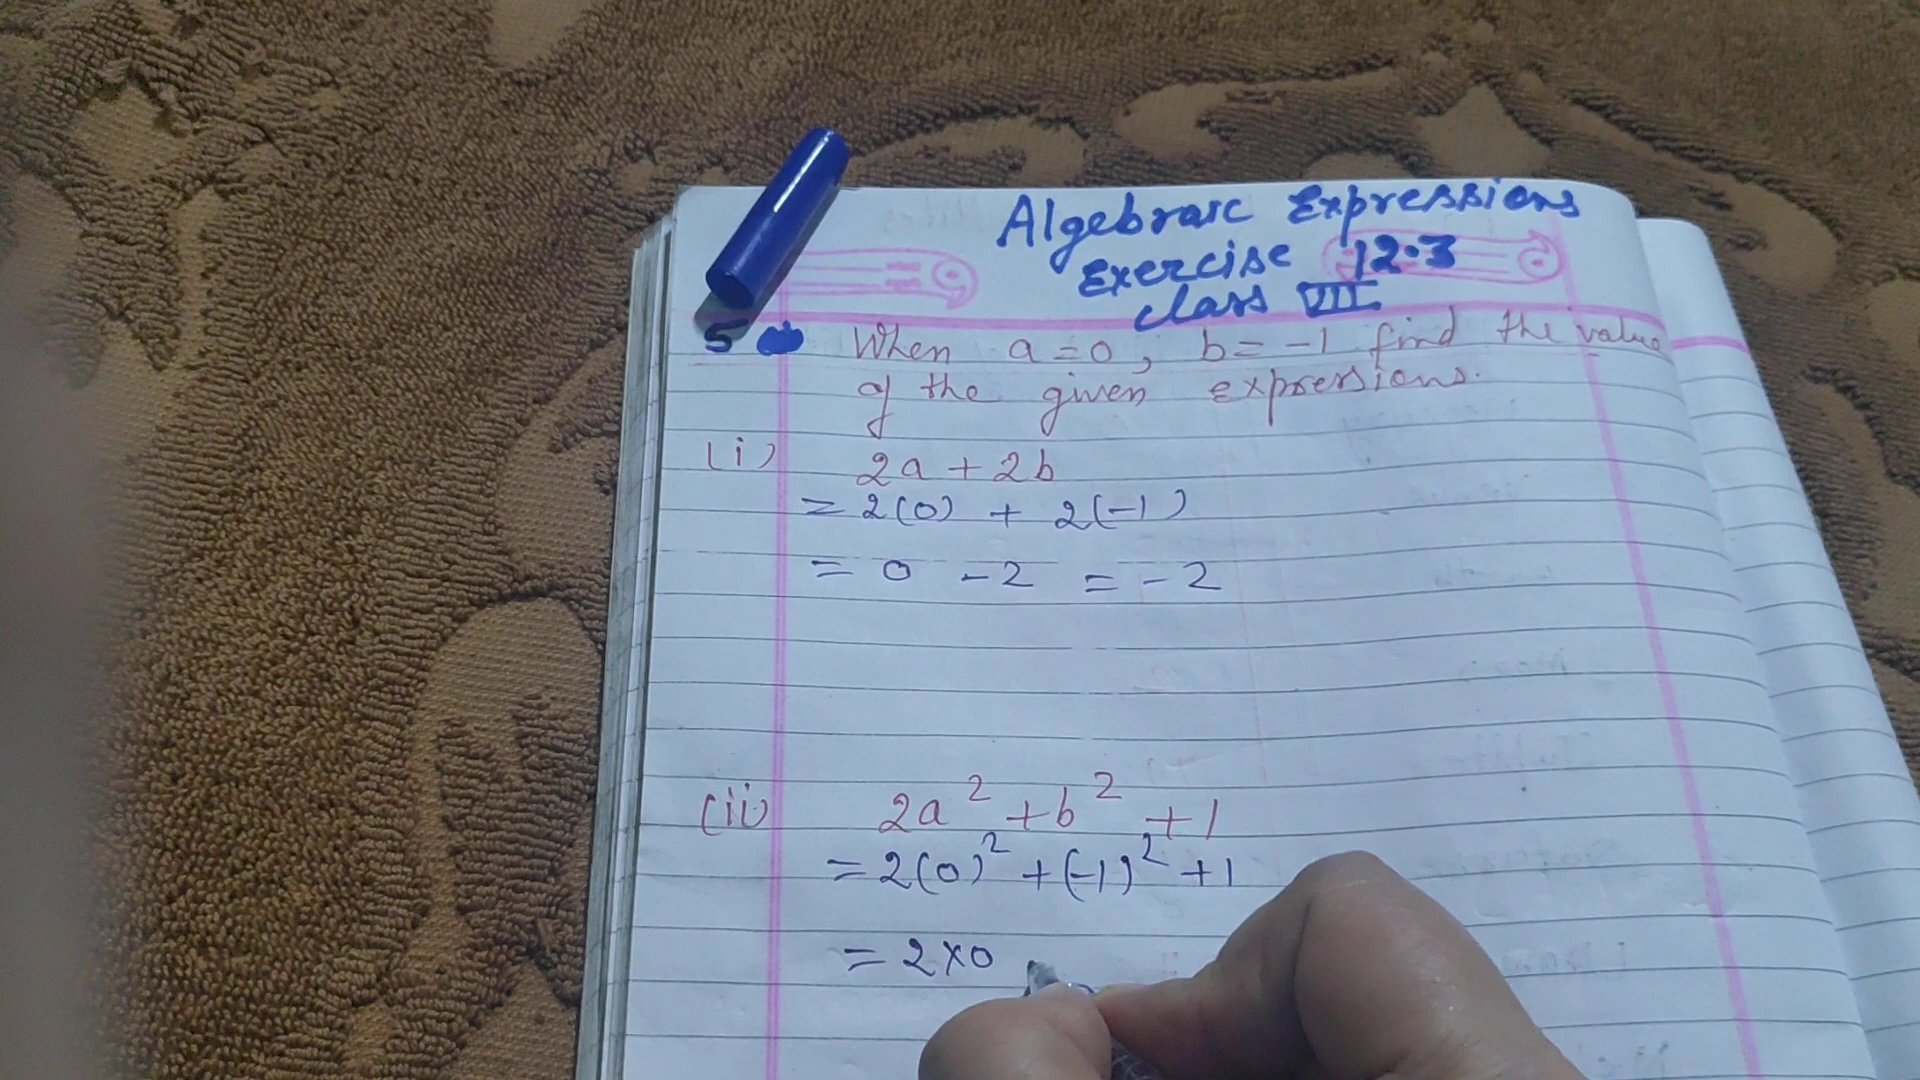 Algebraic Expressions
Exercise 12.3
class VII
5 When a=0, b= -1 find the value
of the given expressions.
(i) 2a + 2b
= 2(0) + 2(-1)
= 0 -2 = -2
(ii) 2a² + b² + 1
= 2(0)² + (-1)² + 1
= 2×0